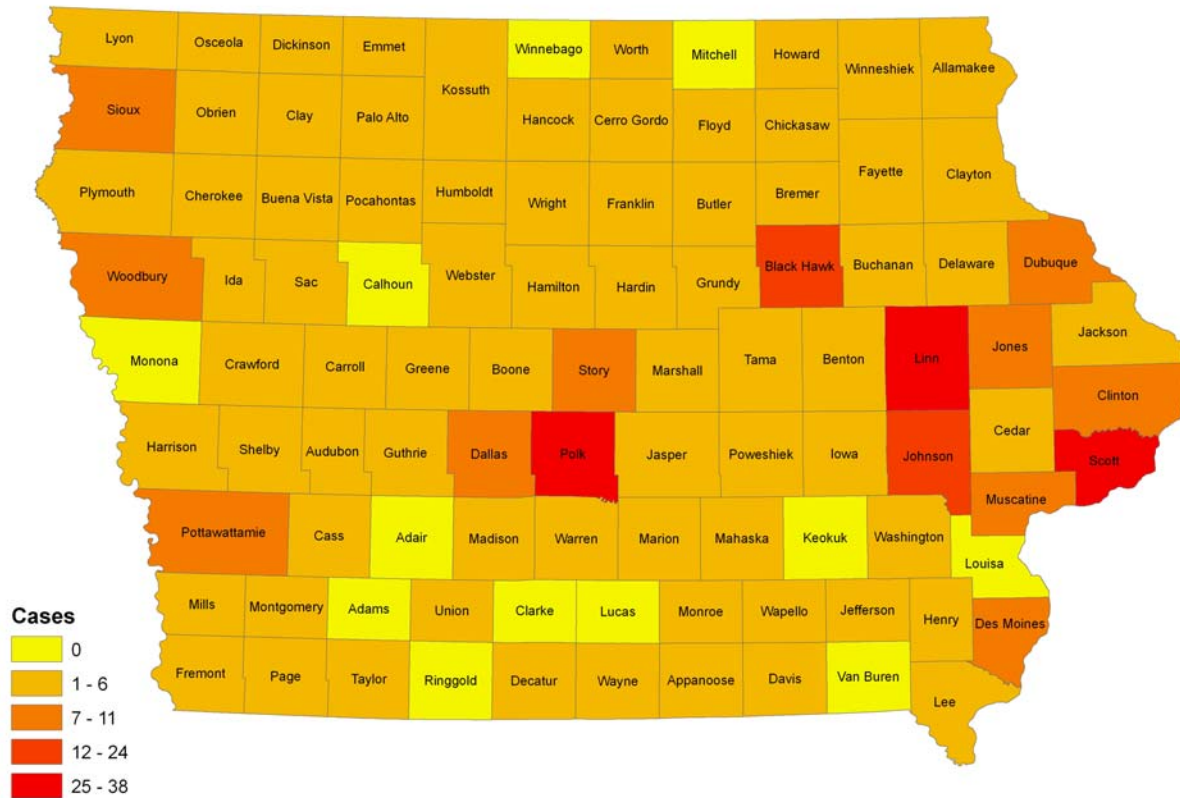 Lyon
Osceola
Dickinson
Emmet
Kossuth
Winnebago
Worth
Mitchell
Howard
Winneshiek
Allamakee
Sioux
Obrien
Clay
Palo Alto
Hancock
Cerro Gordo
Floyd
Chickasaw
Plymouth
Cherokee
Buena Vista
Pocahontas
Humboldt
Wright
Franklin
Butler
Bremer
Fayette
Clayton
Woodbury
Ida
Sac
Calhoun
Webster
Hamilton
Hardin
Grundy
Black Hawk
Buchanan
Delaware
Dubuque
Monona
Crawford
Carroll
Greene
Boone
Story
Marshall
Tama
Benton
Linn
Jones
Jackson
Clinton
Harrison
Shelby
Audubon
Guthrie
Dallas
Polk
Jasper
Poweshiek
Iowa
Johnson
Cedar
Scott
Muscatine
Pottawattamie
Cass
Adair
Madison
Warren
Marion
Mahaska
Keokuk
Washington
Louisa
Mills
Montgomery
Adams
Union
Clarke
Lucas
Monroe
Wapello
Jefferson
Henry
Des Moines
Fremont
Page
Taylor
Ringgold
Decatur
Wayne
Appanoose
Davis
Van Buren
Lee
Cases
0
1 - 6
7 - 11
12 - 24
25 - 38